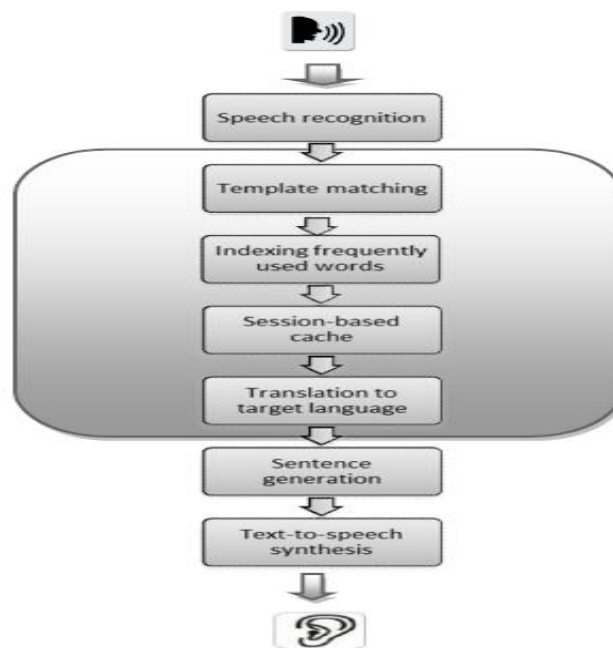 Speech recognition
Template matching
Indexing frequently
used words
Session-based
cache
Translation to
target language
Sentence
generation
Text-to-speech
synthesis